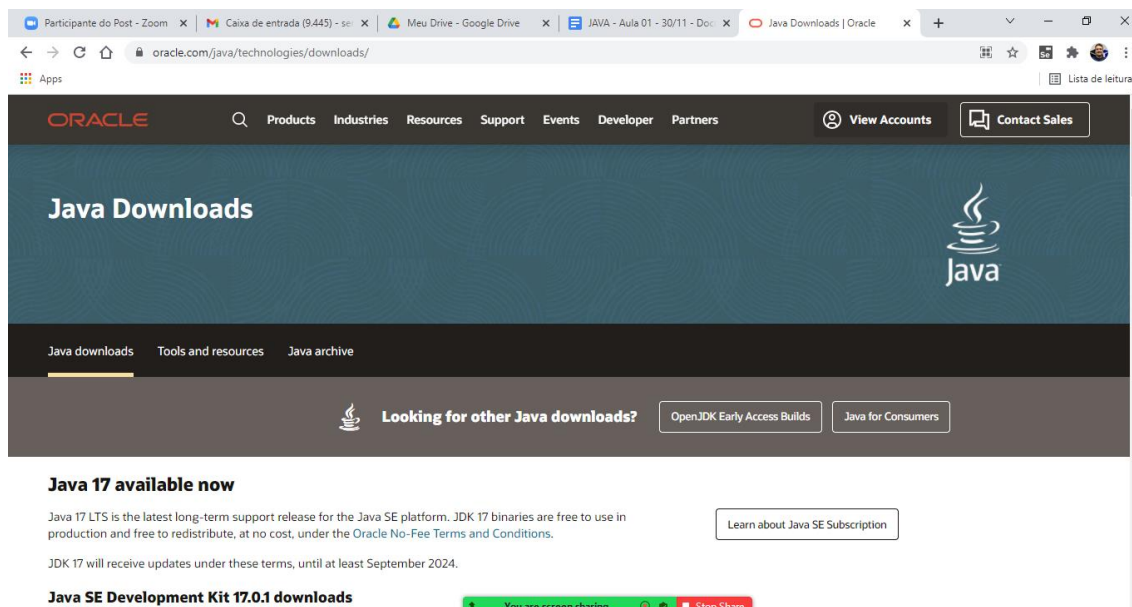 Participante do Post - Zoom
Caixa de entrada (9.445) - se
Meu Drive - Google Drive
JAVA - Aula 01 - 30/11 - Doc
Java Downloads | Oracle
oracle.com/java/technologies/downloads/
Apps
Lista de leitura
ORACLE
Products Industries Resources Support Events Developer Partners
View Accounts
Contact Sales
Java Downloads
Java
Java downloads Tools and resources Java archive
Looking for other Java downloads?
OpenJDK Early Access Builds
Java for Consumers
Java 17 available now
Java 17 LTS is the latest long-term support release for the Java SE platform. JDK 17 binaries are free to use in
production and free to redistribute, at no cost, under the Oracle No-Fee Terms and Conditions.
Learn about Java SE Subscription
JDK 17 will receive updates under these terms, until at least September 2024.
Java SE Development Kit 17.0.1 downloads
You are screen sharing
Stop Share